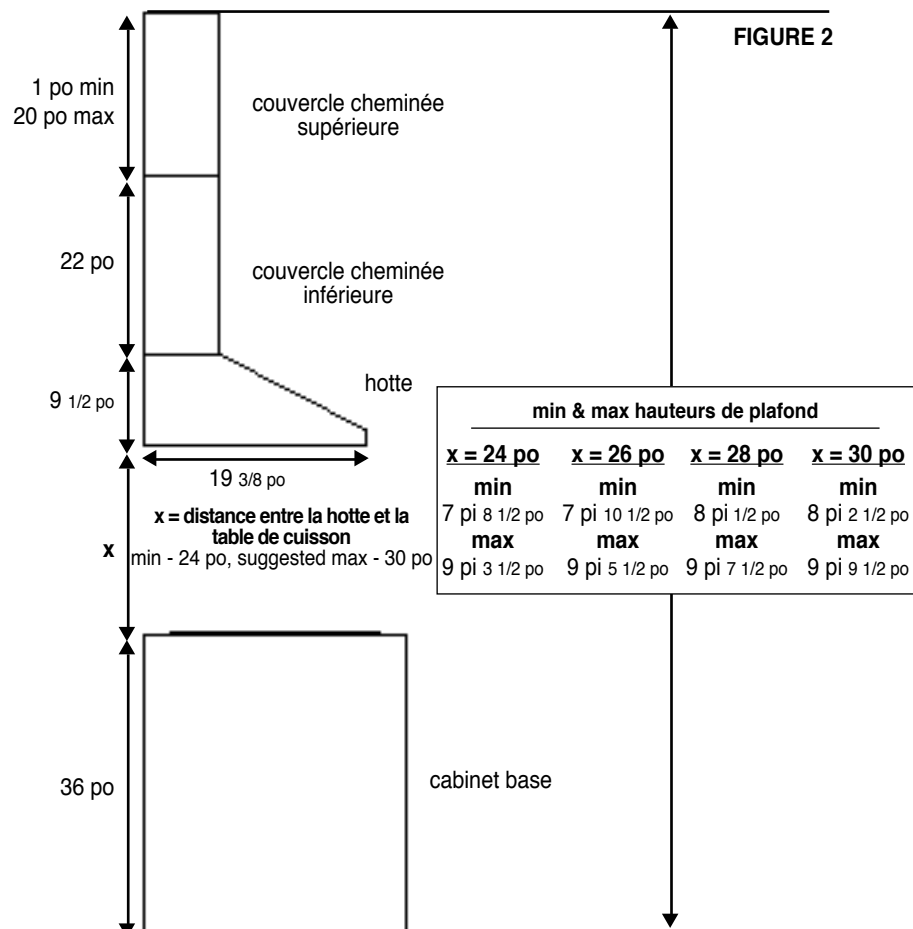 FIGURE 2
1 po min
20 po max
couvercle cheminée
supérieure
22 po
couvercle cheminée
inférieure
hotte
9 1/2 po
19 3/8 po
x = distance entre la hotte et la
table de cuisson
min - 24 po, suggested max - 30 po
x
min & max hauteurs de plafond
x = 24 po x = 26 po x = 28 po x = 30 po
min min min min
7 pi 8 1/2 po 7 pi 10 1/2 po 8 pi 1/2 po 8 pi 2 1/2 po
max max max max
9 pi 3 1/2 po 9 pi 5 1/2 po 9 pi 7 1/2 po 9 pi 9 1/2 po
36 po
cabinet base